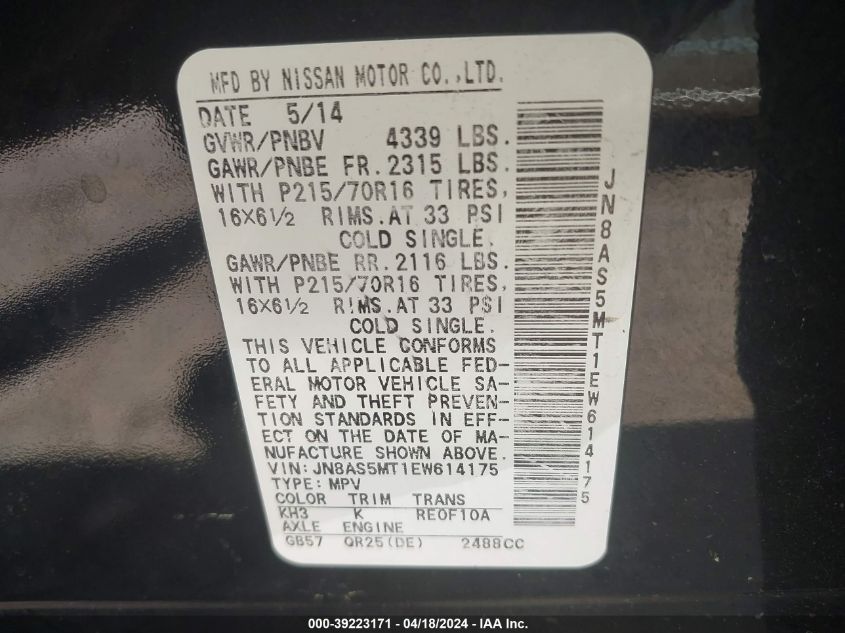 MFD BY NISSAN MOTOR CO.,LTD.
DATE 5/14
GVWR/PNBV 4339 LBS.
GAWR/PNBE FR. 2315 LBS.
WITH P215/70R16 TIRES,
16X6½ RIMS.AT 33 PSI
COLD SINGLE.
GAWR/PNBE RR. 2116 LBS.
WITH P215/70R16 TIRES,
16X6½ RIMS.AT 33 PSI
COLD SINGLE.
THIS VEHICLE CONFORMS
TO ALL APPLICABLE FED-
ERAL MOTOR VEHICLE SA-
FETY AND THEFT PREVEN-
TION STANDARDS IN EFF-
ECT ON THE DATE OF MA-
NUFACTURE SHOWN ABOVE.
VIN:JN8AS5MT1EW614175
TYPE:MPV
COLOR TRIM TRANS
KH3 K RE0F10A
AXLE ENGINE
GB57 QR25(DE) 2488CC
JN8AS5MT1EW614175
000-39223171 - 04/18/2024 - IAA Inc.